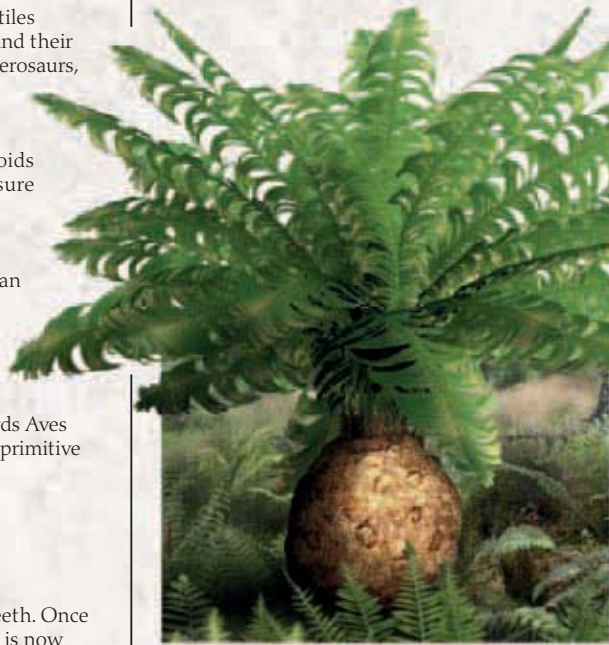 tiles
nd their
erosaurs,
oids
sure
an
ds Aves
primitive
eeth. Once
is now